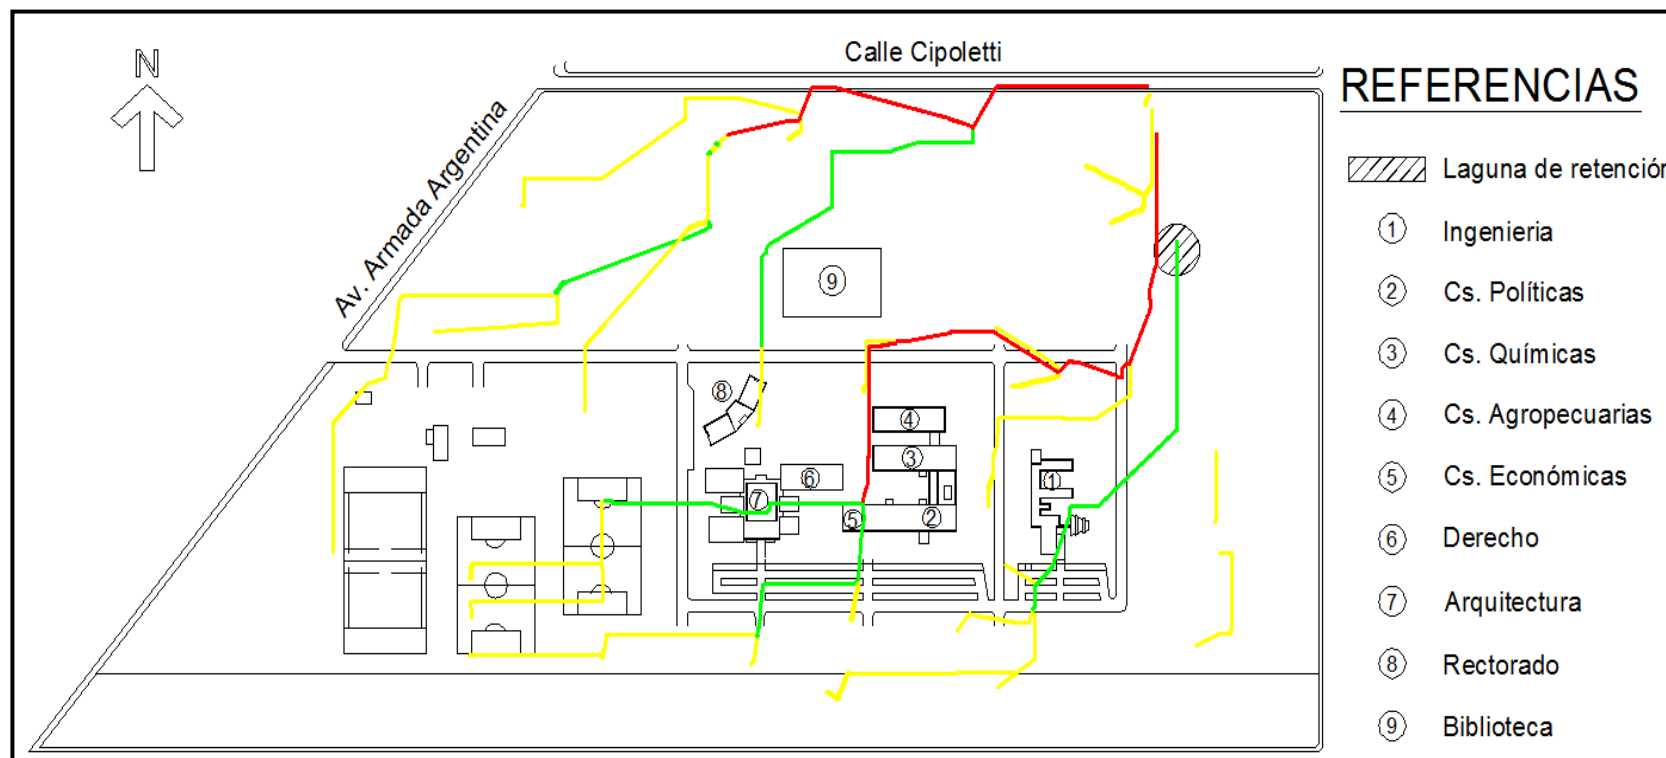 N
Calle Cipoletti
Av. Armada Argentina
9
8
4
3
6
7
5
2
1
REFERENCIAS
Laguna de retención
1 Ingenieria
2 Cs. Políticas
3 Cs. Químicas
4 Cs. Agropecuarias
5 Cs. Económicas
6 Derecho
7 Arquitectura
8 Rectorado
9 Biblioteca